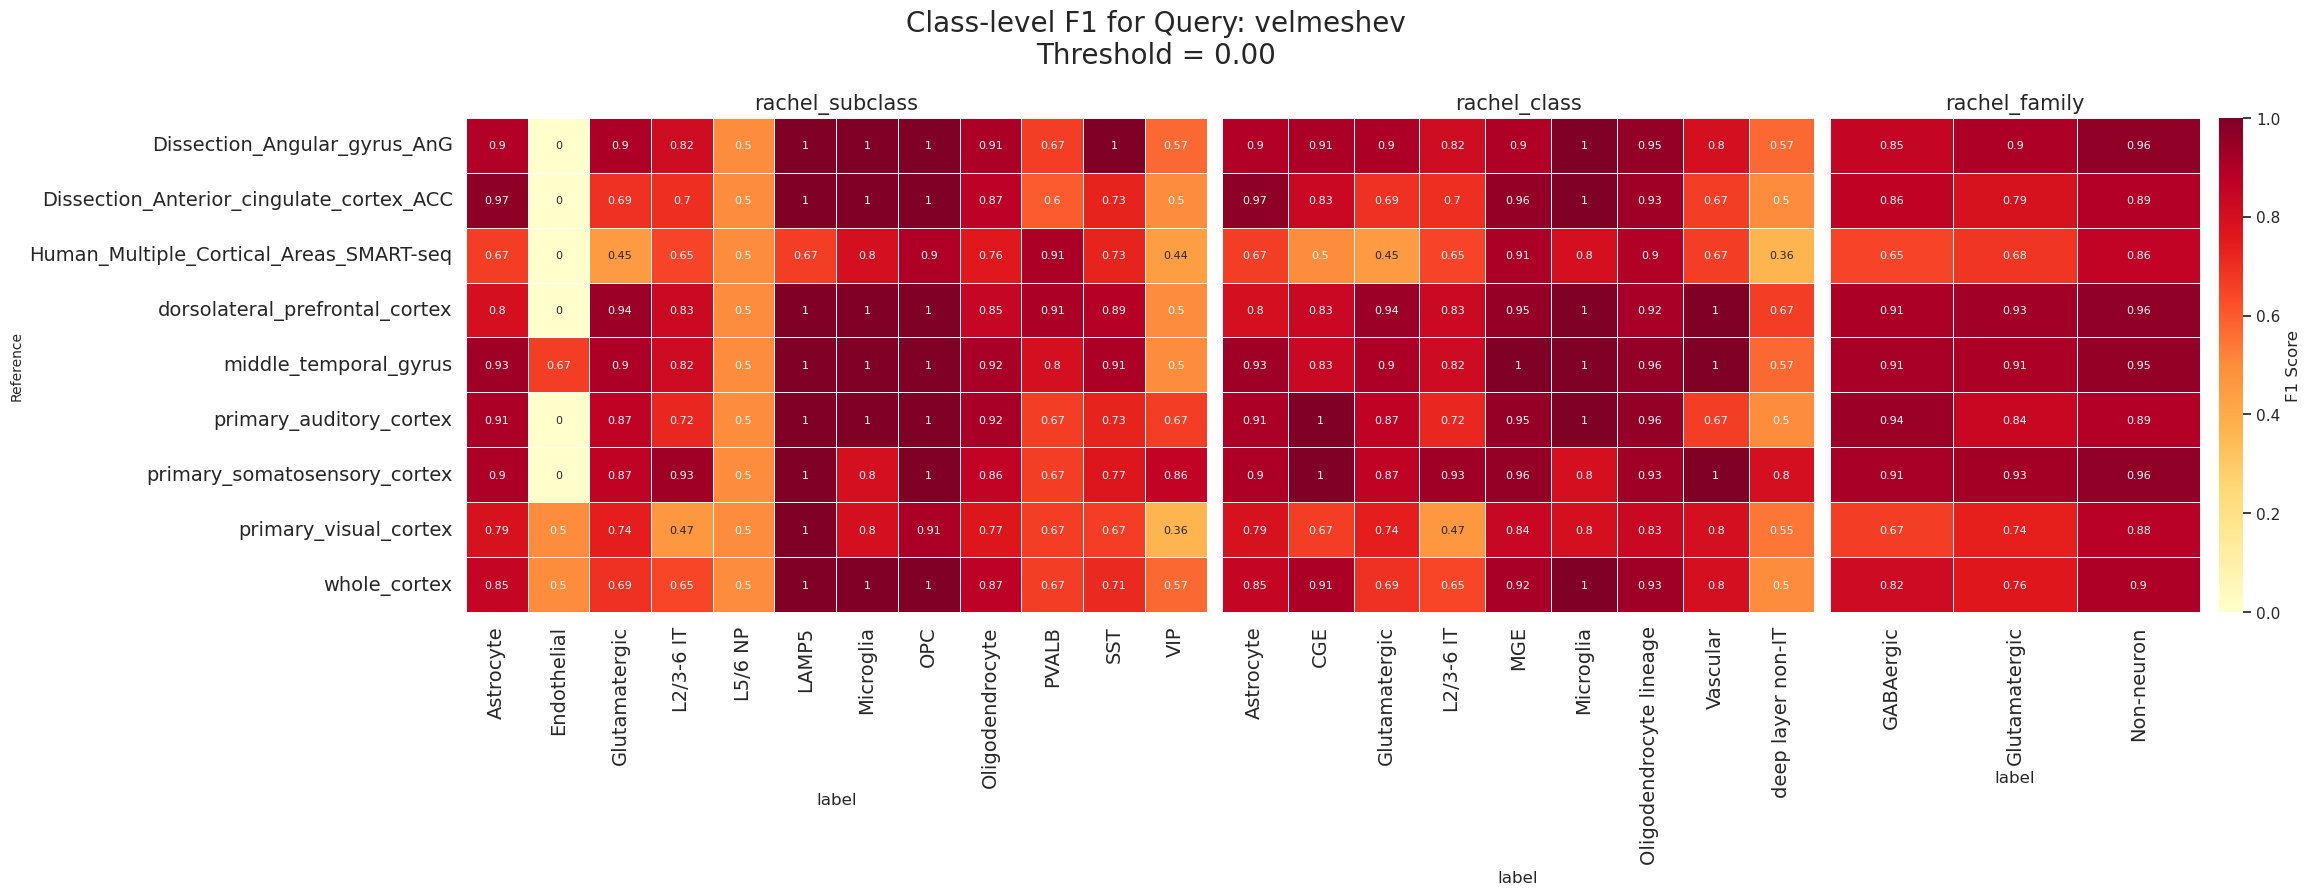 Class-level F1 for Query: velmeshev
Threshold = 0.00
rachel_subclass rachel_class rachel_family
Dissection_Angular_gyrus_AnG 0.9 0 0.9 0.82 0.5 1 1 1 0.91 0.67 1 0.57 0.9 0.91 0.9 0.82 0.9 1 0.95 0.8 0.57 0.85 0.9 0.96
Dissection_Anterior_cingulate_cortex_ACC 0.97 0 0.69 0.7 0.5 1 1 1 0.87 0.6 0.73 0.5 0.97 0.83 0.69 0.7 0.96 1 0.93 0.67 0.5 0.86 0.79 0.89
Human_Multiple_Cortical_Areas_SMART-seq 0.67 0 0.45 0.65 0.5 0.67 0.8 0.9 0.76 0.91 0.73 0.44 0.67 0.5 0.45 0.65 0.91 0.8 0.9 0.67 0.36 0.65 0.68 0.86
dorsolateral_prefrontal_cortex 0.8 0 0.94 0.83 0.5 1 1 1 0.85 0.91 0.89 0.5 0.8 0.83 0.94 0.83 0.95 1 0.92 1 0.67 0.91 0.93 0.96
middle_temporal_gyrus 0.93 0.67 0.9 0.82 0.5 1 1 1 0.92 0.8 0.91 0.5 0.93 0.83 0.9 0.82 1 1 0.96 1 0.57 0.91 0.91 0.95
primary_auditory_cortex 0.91 0 0.87 0.72 0.5 1 1 1 0.92 0.67 0.73 0.67 0.91 1 0.87 0.72 0.95 1 0.96 0.67 0.5 0.94 0.84 0.89
primary_somatosensory_cortex 0.9 0 0.87 0.93 0.5 1 0.8 1 0.86 0.67 0.77 0.86 0.9 1 0.87 0.93 0.96 0.8 0.93 1 0.8 0.91 0.93 0.96
primary_visual_cortex 0.79 0.5 0.74 0.47 0.5 1 0.8 0.91 0.77 0.67 0.67 0.36 0.79 0.67 0.74 0.47 0.84 0.8 0.83 0.8 0.55 0.67 0.74 0.88
whole_cortex 0.85 0.5 0.69 0.65 0.5 1 1 1 0.87 0.67 0.71 0.57 0.85 0.91 0.69 0.65 0.92 1 0.93 0.8 0.5 0.82 0.76 0.9
Reference
Astrocyte
Endothelial
Glutamatergic
L2/3-6 IT
L5/6 NP
LAMP5
Microglia
OPC
Oligodendrocyte
PVALB
SST
VIP
label
Astrocyte
CGE
Glutamatergic
L2/3-6 IT
MGE
Microglia
Oligodendrocyte lineage
Vascular
deep layer non-IT
label
GABAergic
Glutamatergic
Non-neuron
label
1.0
0.8
0.6
0.4
0.2
0.0
F1 Score